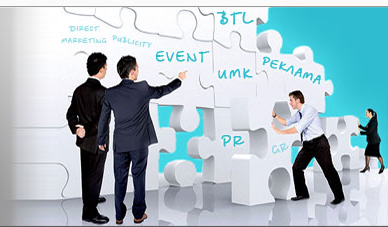 BTL
DIRECT
MARKETING PUBLICITY
EVENT
ИМК
РЕКЛАМА
PR
GR